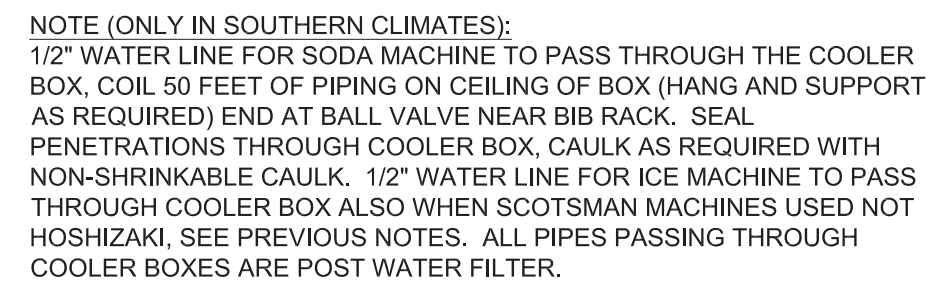 NOTE (ONLY IN SOUTHERN CLIMATES):
1/2" WATER LINE FOR SODA MACHINE TO PASS THROUGH THE COOLER
BOX, COIL 50 FEET OF PIPING ON CEILING OF BOX (HANG AND SUPPORT
AS REQUIRED) END AT BALL VALVE NEAR BIB RACK.  SEAL
PENETRATIONS THROUGH COOLER BOX, CAULK AS REQUIRED WITH
NON-SHRINKABLE CAULK.  1/2" WATER LINE FOR ICE MACHINE TO PASS
THROUGH COOLER BOX ALSO WHEN SCOTSMAN MACHINES USED NOT
HOSHIZAKI, SEE PREVIOUS NOTES.  ALL PIPES PASSING THROUGH
COOLER BOXES ARE POST WATER FILTER.